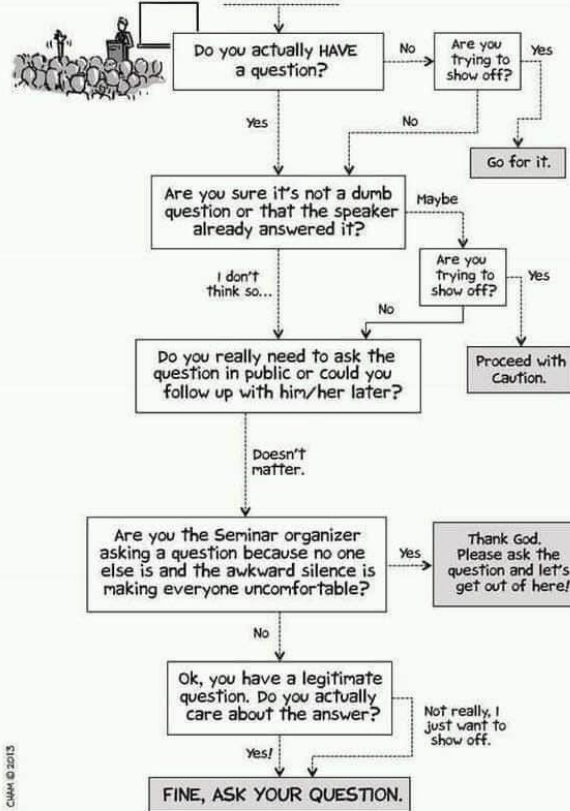 Do you actually HAVE
a question?
No
Are you
trying to
show off?
Yes
Go for it.
Yes
No
Are you sure it's not a dumb
question or that the speaker
already answered it?
Maybe
Are you
trying to
show off?
Yes
Proceed with
Caution.
I don't
think so...
No
Do you really need to ask the
question in public or could you
follow up with him/her later?
Doesn't
matter.
Are you the Seminar organizer
asking a question because no one
else is and the awkward silence is
making everyone uncomfortable?
Yes
Thank God.
Please ask the
question and let's
get out of here!
No
Ok, you have a legitimate
question. Do you actually
care about the answer?
Not really, I
just want to
show off.
Yes!
FINE, ASK YOUR QUESTION.
CHAM © 2013